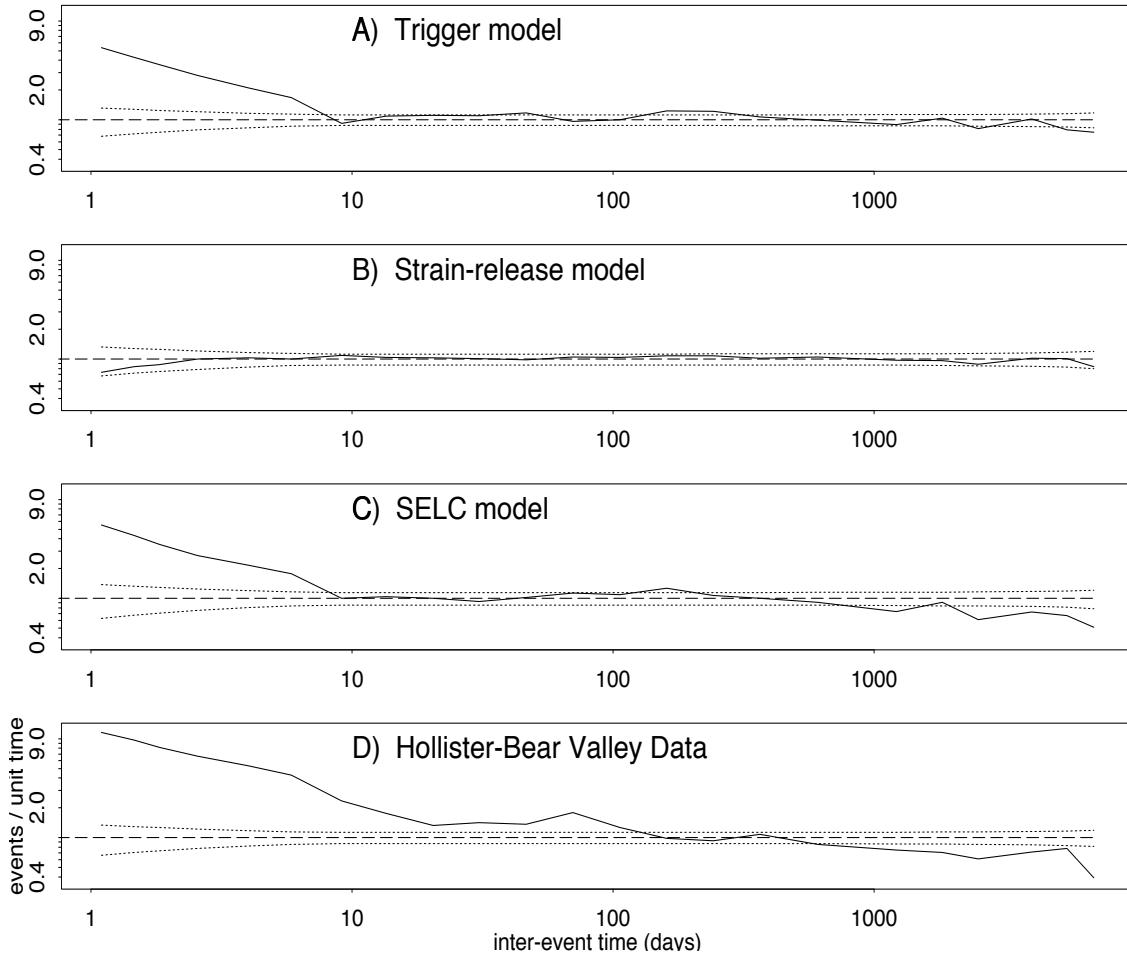 A) Trigger model
9.0
2.0
0.4
1 10 100 1000
B) Strain-release model
9.0
2.0
0.4
1 10 100 1000
C) SELC model
9.0
2.0
0.4
1 10 100 1000
D) Hollister-Bear Valley Data
events / unit time
9.0
2.0
0.4
1 10 100 1000
inter-event time (days)